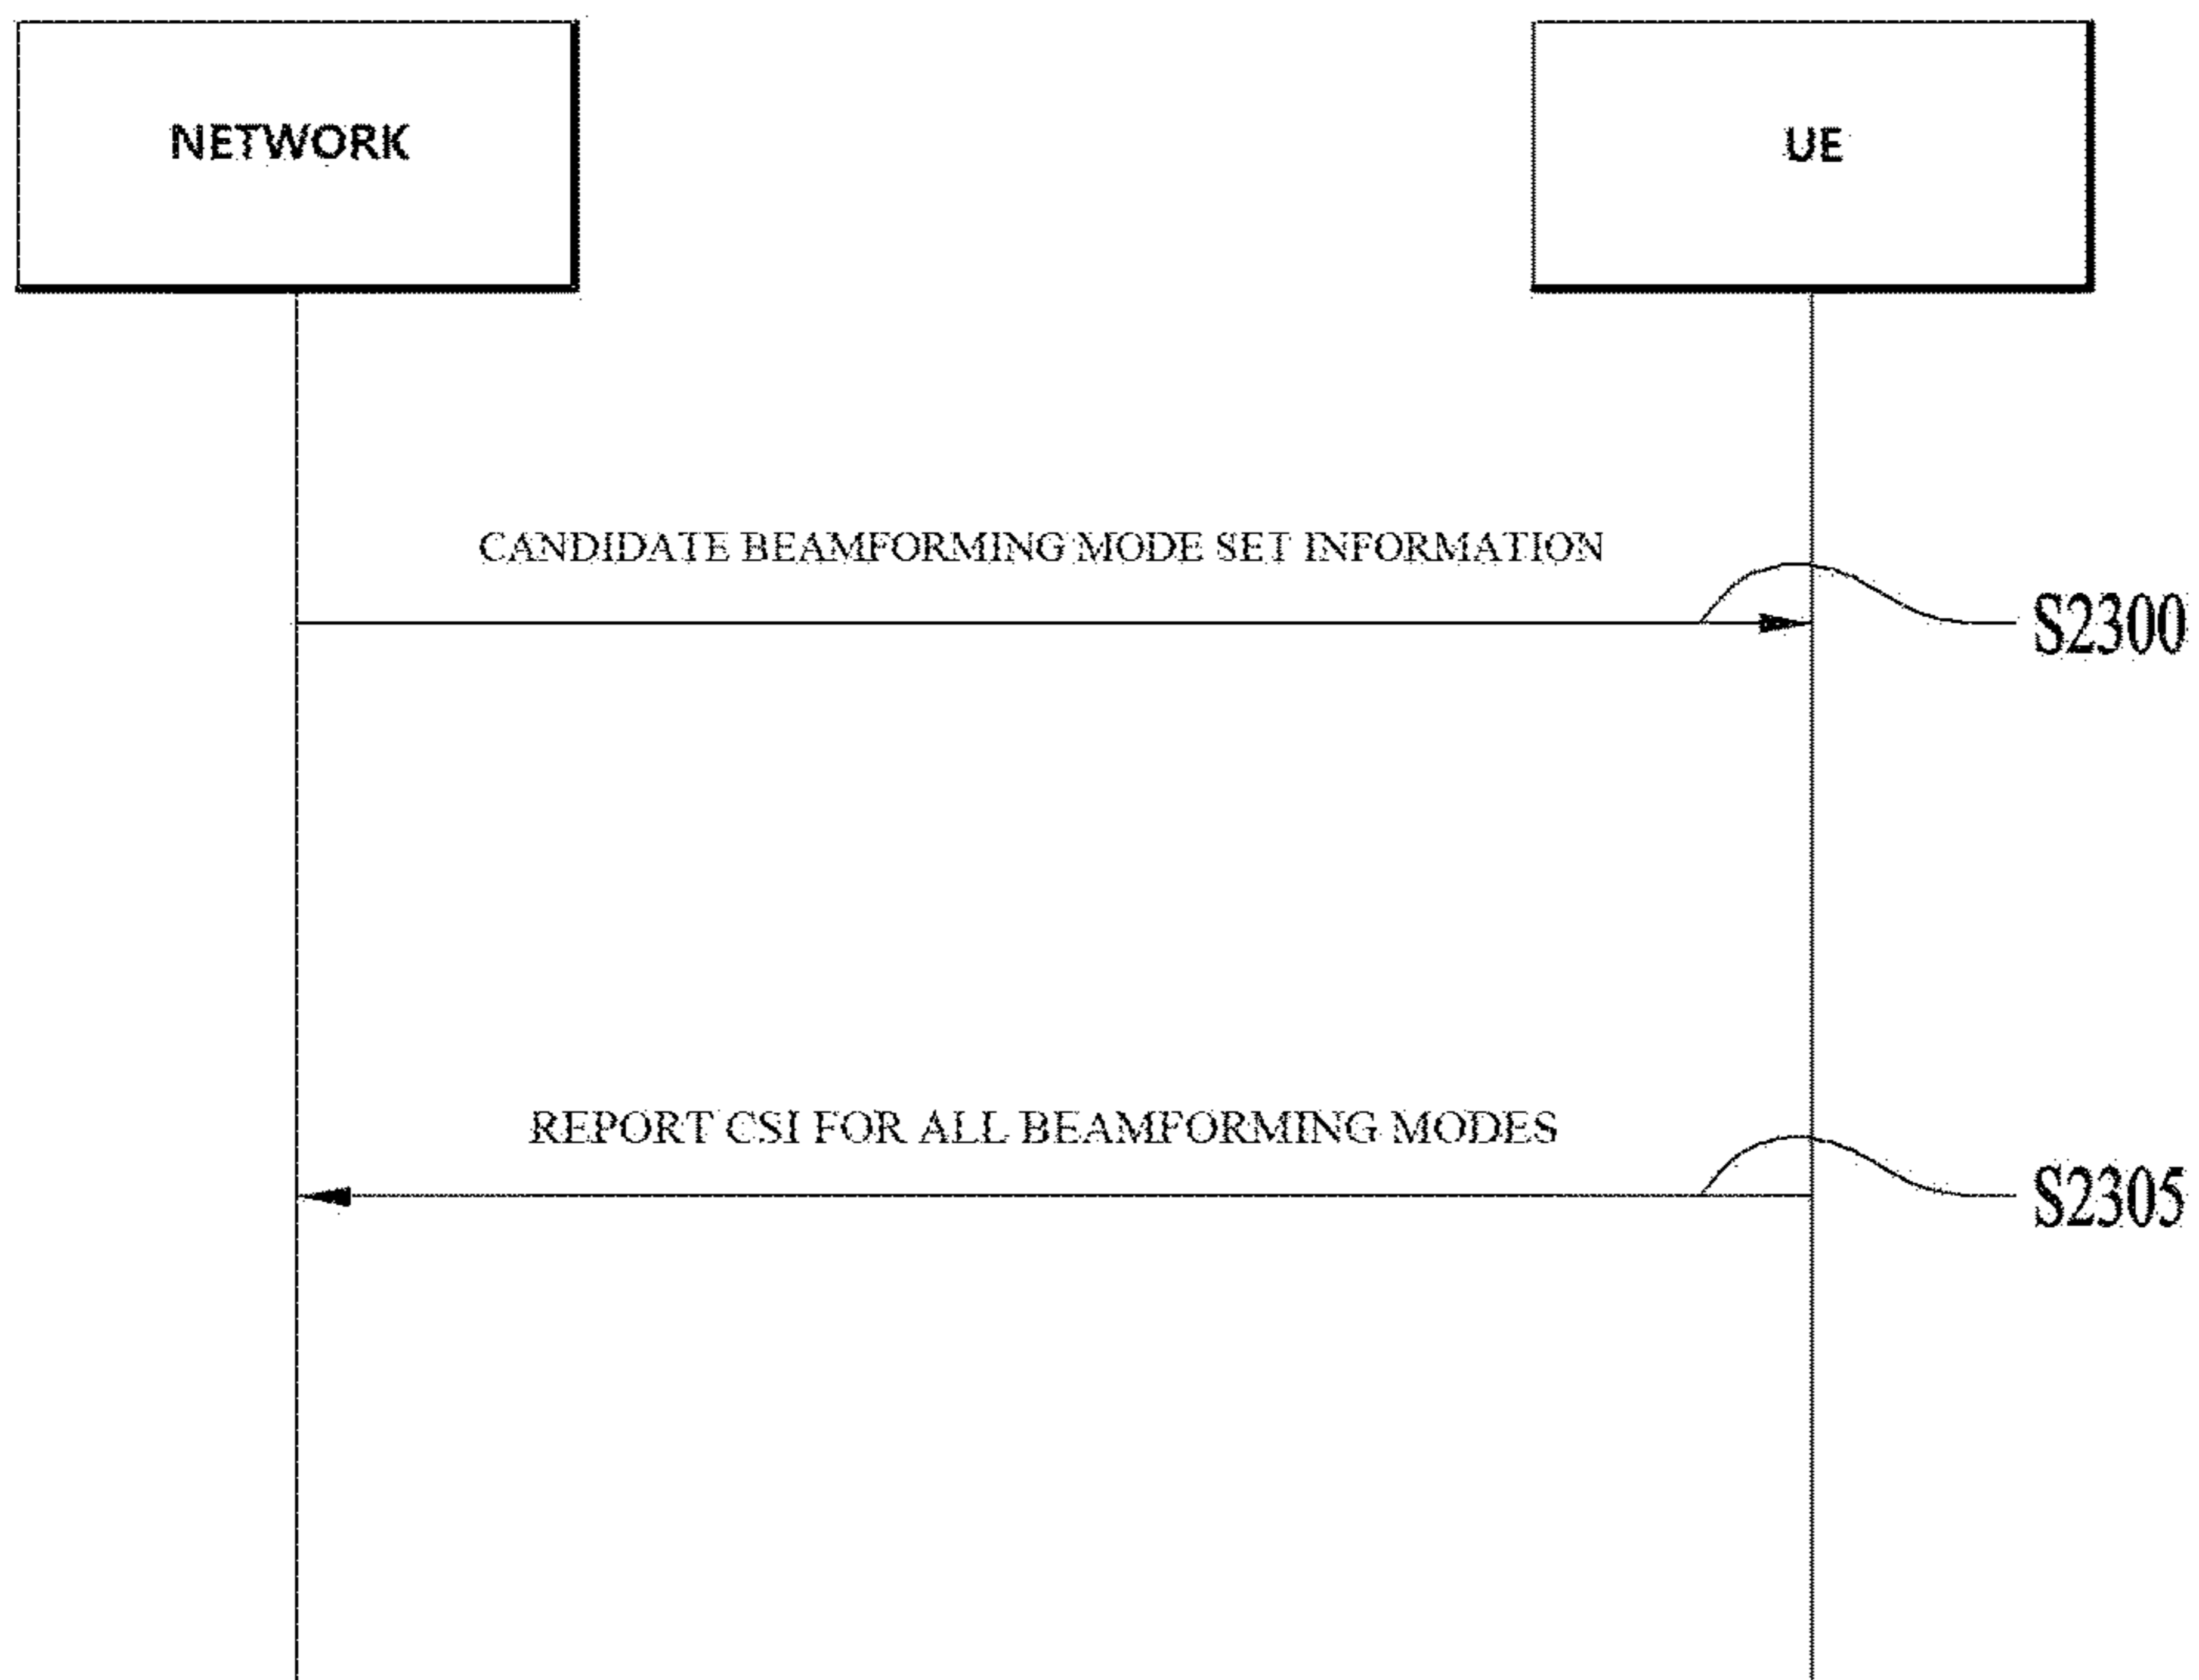 NETWORK
UE
CANDIDATE BEAMFORMING MODE SET INFORMATION
S2300
REPORT CSI FOR ALL BEAMFORMING MODES
S2305